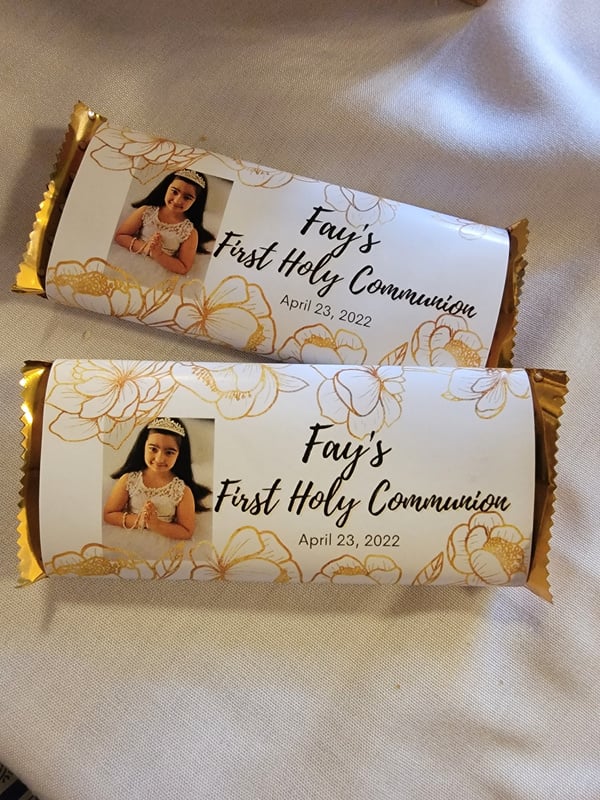 Fay's
First Holy Communion
April 23, 2022
Fay's
First Holy Communion
April 23, 2022